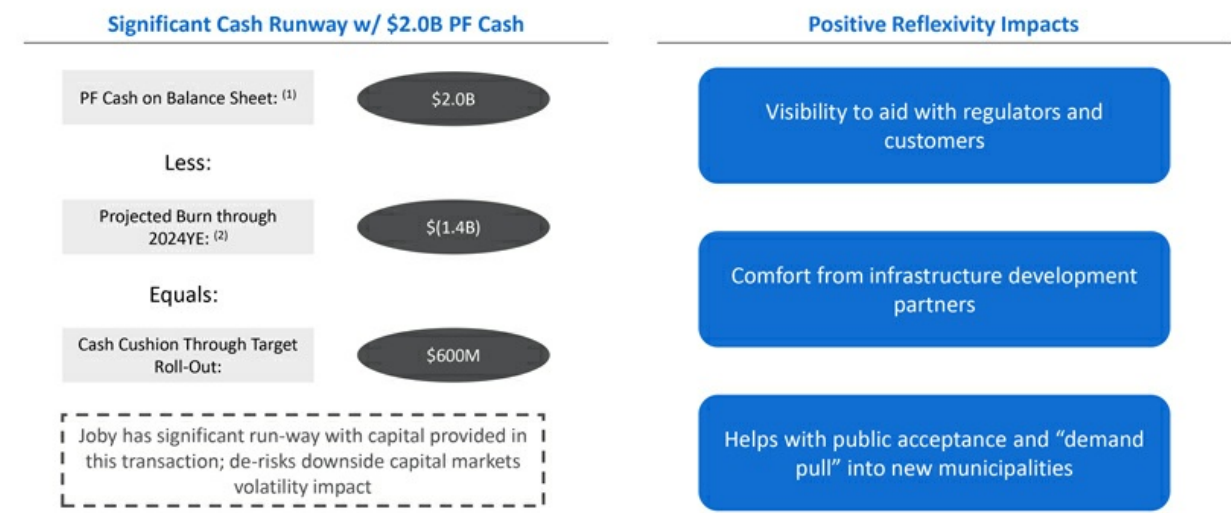 Significant Cash Runway w/ $2.0B PF Cash
PF Cash on Balance Sheet: (1)
$2.0B
Less:
Projected Burn through
2024YE: (2)
$(1.4B)
Equals:
Cash Cushion Through Target
Roll-Out:
$600M
Joby has significant run-way with capital provided in
this transaction; de-risks downside capital markets
volatility impact
Positive Reflexivity Impacts
Visibility to aid with regulators and
customers
Comfort from infrastructure development
partners
Helps with public acceptance and “demand
pull” into new municipalities